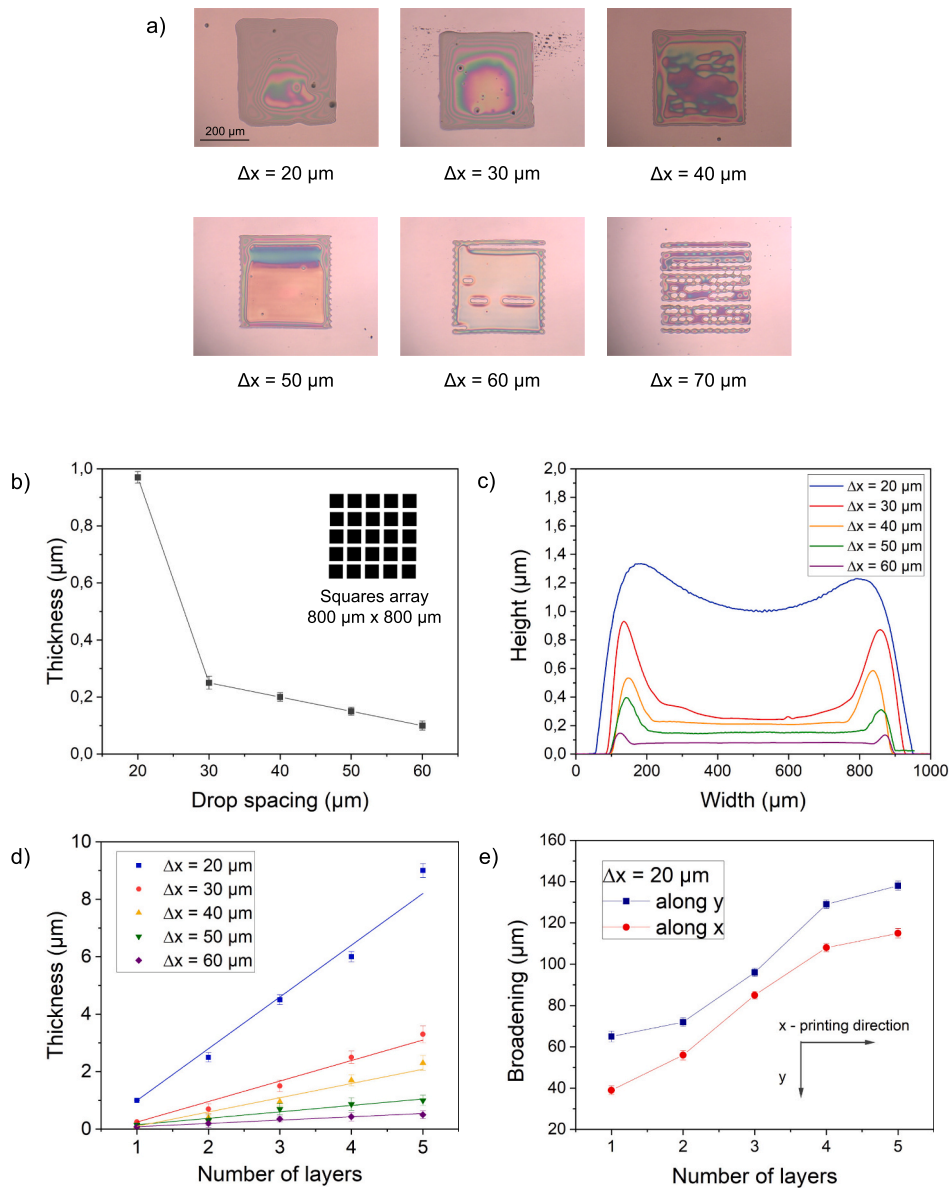 a)
200 µm
Δx = 20 µm
Δx = 30 µm
Δx = 40 µm
Δx = 50 µm
Δx = 60 µm
Δx = 70 µm
b)
Thickness (µm)
1,0
0,8
0,6
0,4
0,2
0,0
20
30
40
50
60
Drop spacing (µm)
Squares array
800 µm x 800 µm
c)
Height (µm)
2,0
1,8
1,6
1,4
1,2
1,0
0,8
0,6
0,4
0,2
0,0
0
200
400
600
800
1000
Width (µm)
Δx = 20 µm
Δx = 30 µm
Δx = 40 µm
Δx = 50 µm
Δx = 60 µm
d)
Thickness (µm)
10
8
6
4
2
0
1
2
3
4
5
Number of layers
Δx = 20 µm
Δx = 30 µm
Δx = 40 µm
Δx = 50 µm
Δx = 60 µm
e)
Broadening (µm)
160
140
120
100
80
60
40
20
1
2
3
4
5
Number of layers
Δx = 20 µm
along y
along x
x - printing direction
y